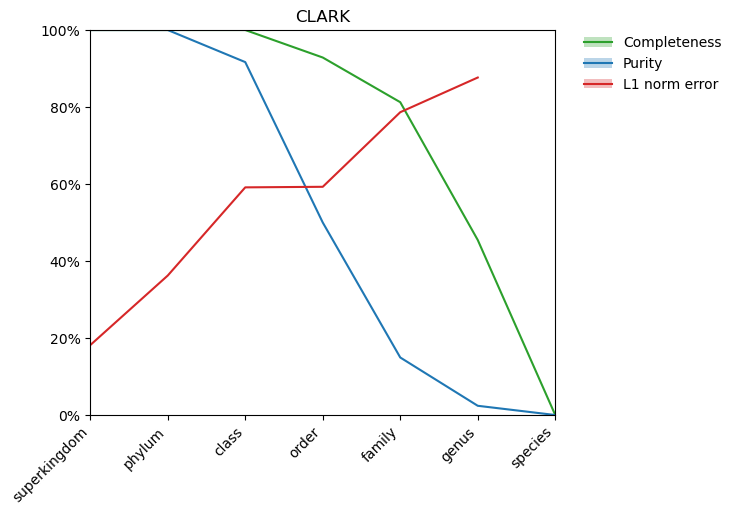 CLARK
100%
80%
60%
40%
20%
0%
superkingdom
phylum
class
order
family
genus
species
Completeness
Purity
L1 norm error